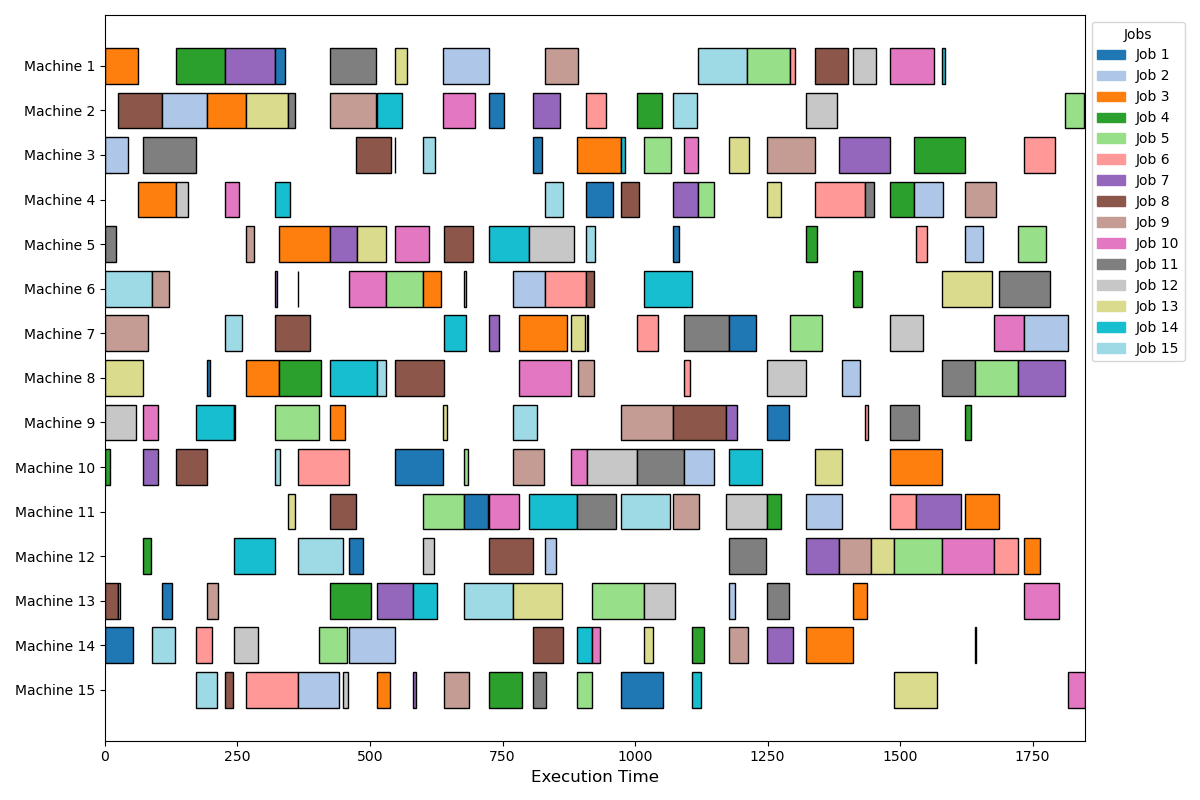 Machine 1
Machine 2
Machine 3
Machine 4
Machine 5
Machine 6
Machine 7
Machine 8
Machine 9
Machine 10
Machine 11
Machine 12
Machine 13
Machine 14
Machine 15
0 250 500 750 1000 1250 1500 1750
Execution Time
Jobs
Job 1
Job 2
Job 3
Job 4
Job 5
Job 6
Job 7
Job 8
Job 9
Job 10
Job 11
Job 12
Job 13
Job 14
Job 15